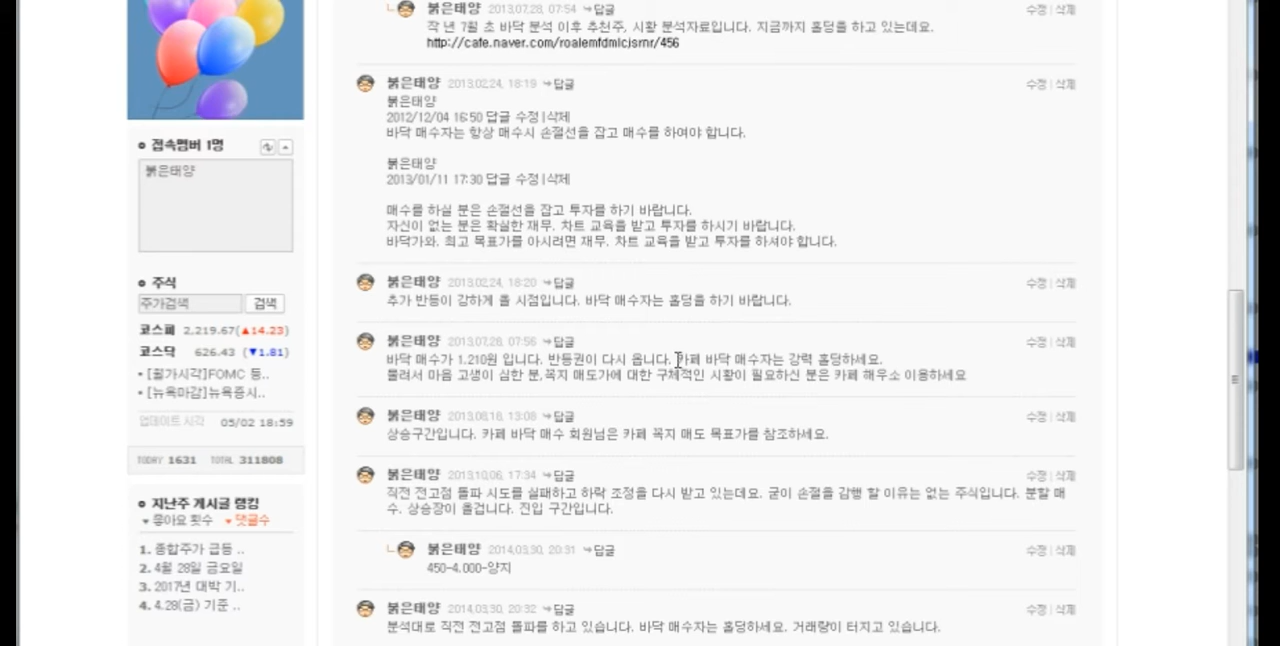 접속멤버 1명
붉은태양
주식
주가검색 검색
코스피 2,219.67(▲14.23)
코스닥 626.43 (▼1.81)
• [휠가시각]FOMC 등..
• [뉴욕마감]뉴욕증시..
업데이트 시각 05/02 18:59
TODAY 1631 TOTAL 311808
지난주 게시글 랭킹
▾ 좋아요 횟수 ▾ 댓글수
1. 종합주가 급등 ..
2. 4월 28일 금요일
3. 2017년 대박 기..
4. 4.28(금) 기준 ..
붉은태양 2013.07.28, 07:54 답글 수정 | 삭제
작 년 7월 초 바닥 분석 이후 추천주, 시황 분석자료입니다. 지금까지 홀딩을 하고 있는데요.
http://cafe.naver.com/roalemfdmlcjsrnr/456
붉은태양 2013.02.24, 18:19 답글 수정 | 삭제
붉은태양
2012/12/04 16:50 답글 수정|삭제
바닥 매수자는 항상 매수시 손절선을 잡고 매수를 하여야 합니다.
붉은태양
2013/01/11 17:30 답글 수정|삭제
매수를 하실 분은 손절선을 잡고 투자를 하기 바랍니다.
자신이 없는 분은 확실한 재무, 차트 교육을 받고 투자를 하시기 바랍니다.
바닥가와, 최고 목표가를 아시려면 재무, 차트 교육을 받고 투자를 하셔야 합니다.
붉은태양 2013.02.24, 18:20 답글 수정 | 삭제
추가 반등이 강하게 올 시점입니다. 바닥 매수자는 홀딩을 하기 바랍니다.
붉은태양 2013.07.28, 07:56 답글 수정 | 삭제
바닥 매수가 1,210원 입니다. 반등권이 다시 옵니다. 카페 바닥 매수자는 강력 홀딩하세요.
물려서 마음 고생이 심한 분,꼭지 매도가에 대한 구체적인 시황이 필요하신 분은 카페 해우소 이용하세요
붉은태양 2013.08.18, 13:08 답글 수정 | 삭제
상승구간입니다. 카페 바닥 매수 회원님은 카페 꼭지 매도 목표가를 참조하세요.
붉은태양 2013.10.06, 17:34 답글 수정 | 삭제
직전 전고점 돌파 시도를 실패하고 하락 조정을 다시 받고 있는데요. 굳이 손절을 감행 할 이유는 없는 주식입니다. 분할 매
수, 상승장이 올겁니다. 진입 구간입니다.
붉은태양 2014.03.30, 20:31 답글 수정 | 삭제
450-4,000-양지
붉은태양 2014.03.30, 20:32 답글 수정 | 삭제
분석대로 직전 전고점 돌파를 하고 있습니다. 바닥 매수자는 홀딩하세요. 거래량이 터지고 있습니다.